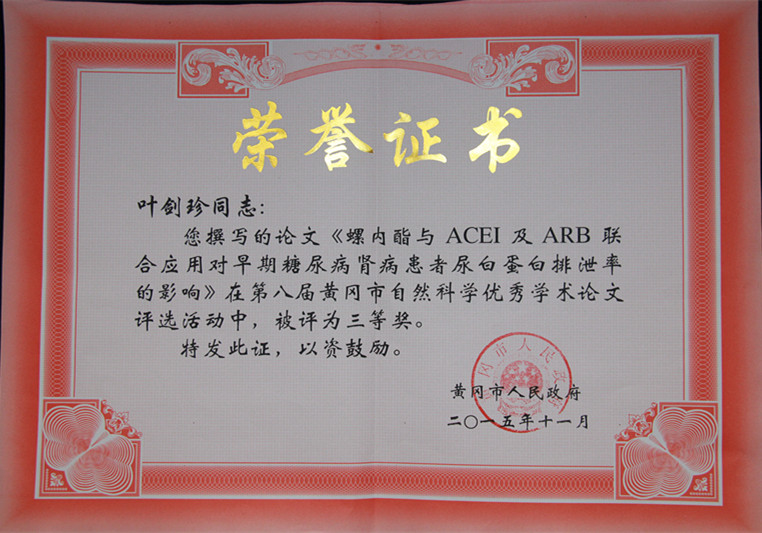 荣誉证书
叶剑珍同志：
您撰写的论文《螺内酯与 ACEI 及 ARB 联
合应用对早期糖尿病肾病患者尿白蛋白排泄率
的影响》在第八届黄冈市自然科学优秀学术论文
评选活动中，被评为三等奖。
特发此证，以资鼓励。
冈市人民政
黄冈市人民政府
二〇一五年十一月